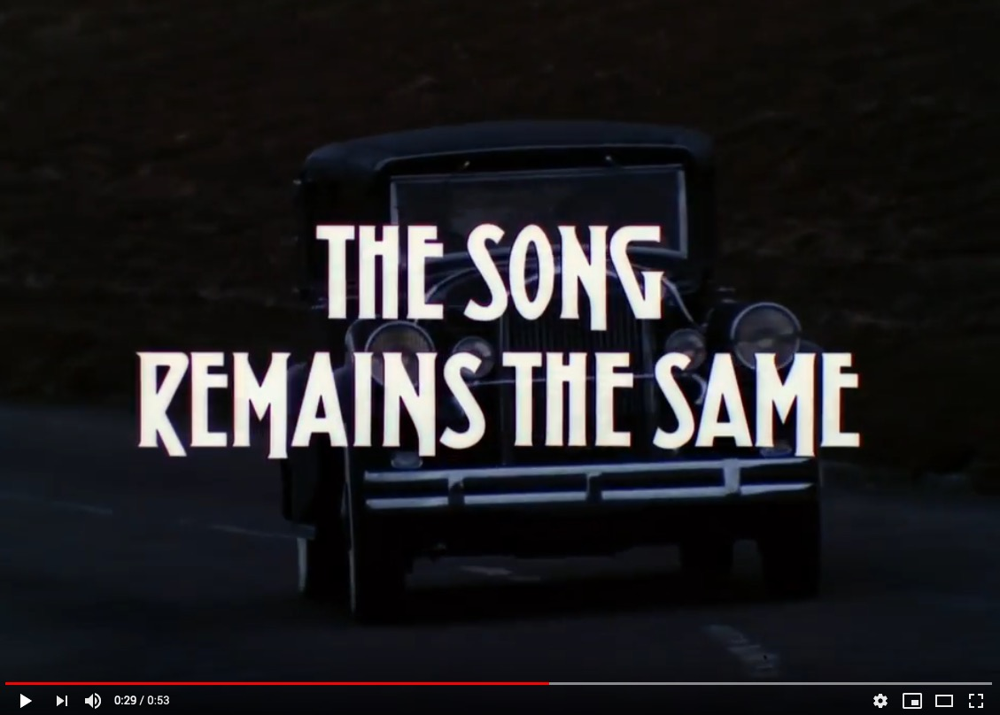 THE SONG
REMAINS THE SAME
0:29 / 0:53